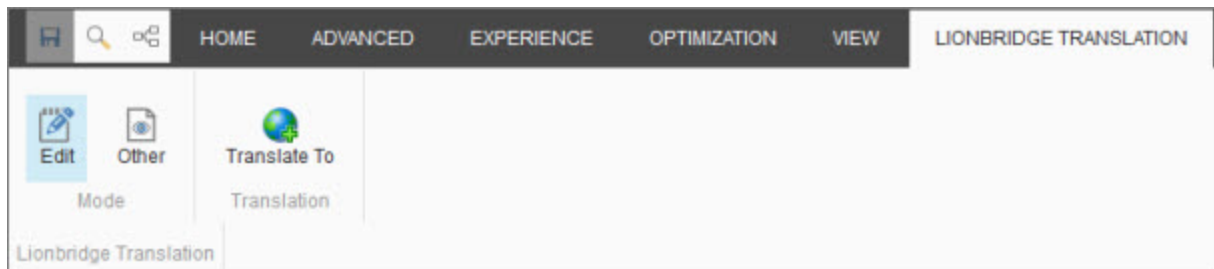 HOME ADVANCED EXPERIENCE OPTIMIZATION VIEW LIONBRIDGE TRANSLATION
Edit Other Translate To
Mode Translation
Lionbridge Translation